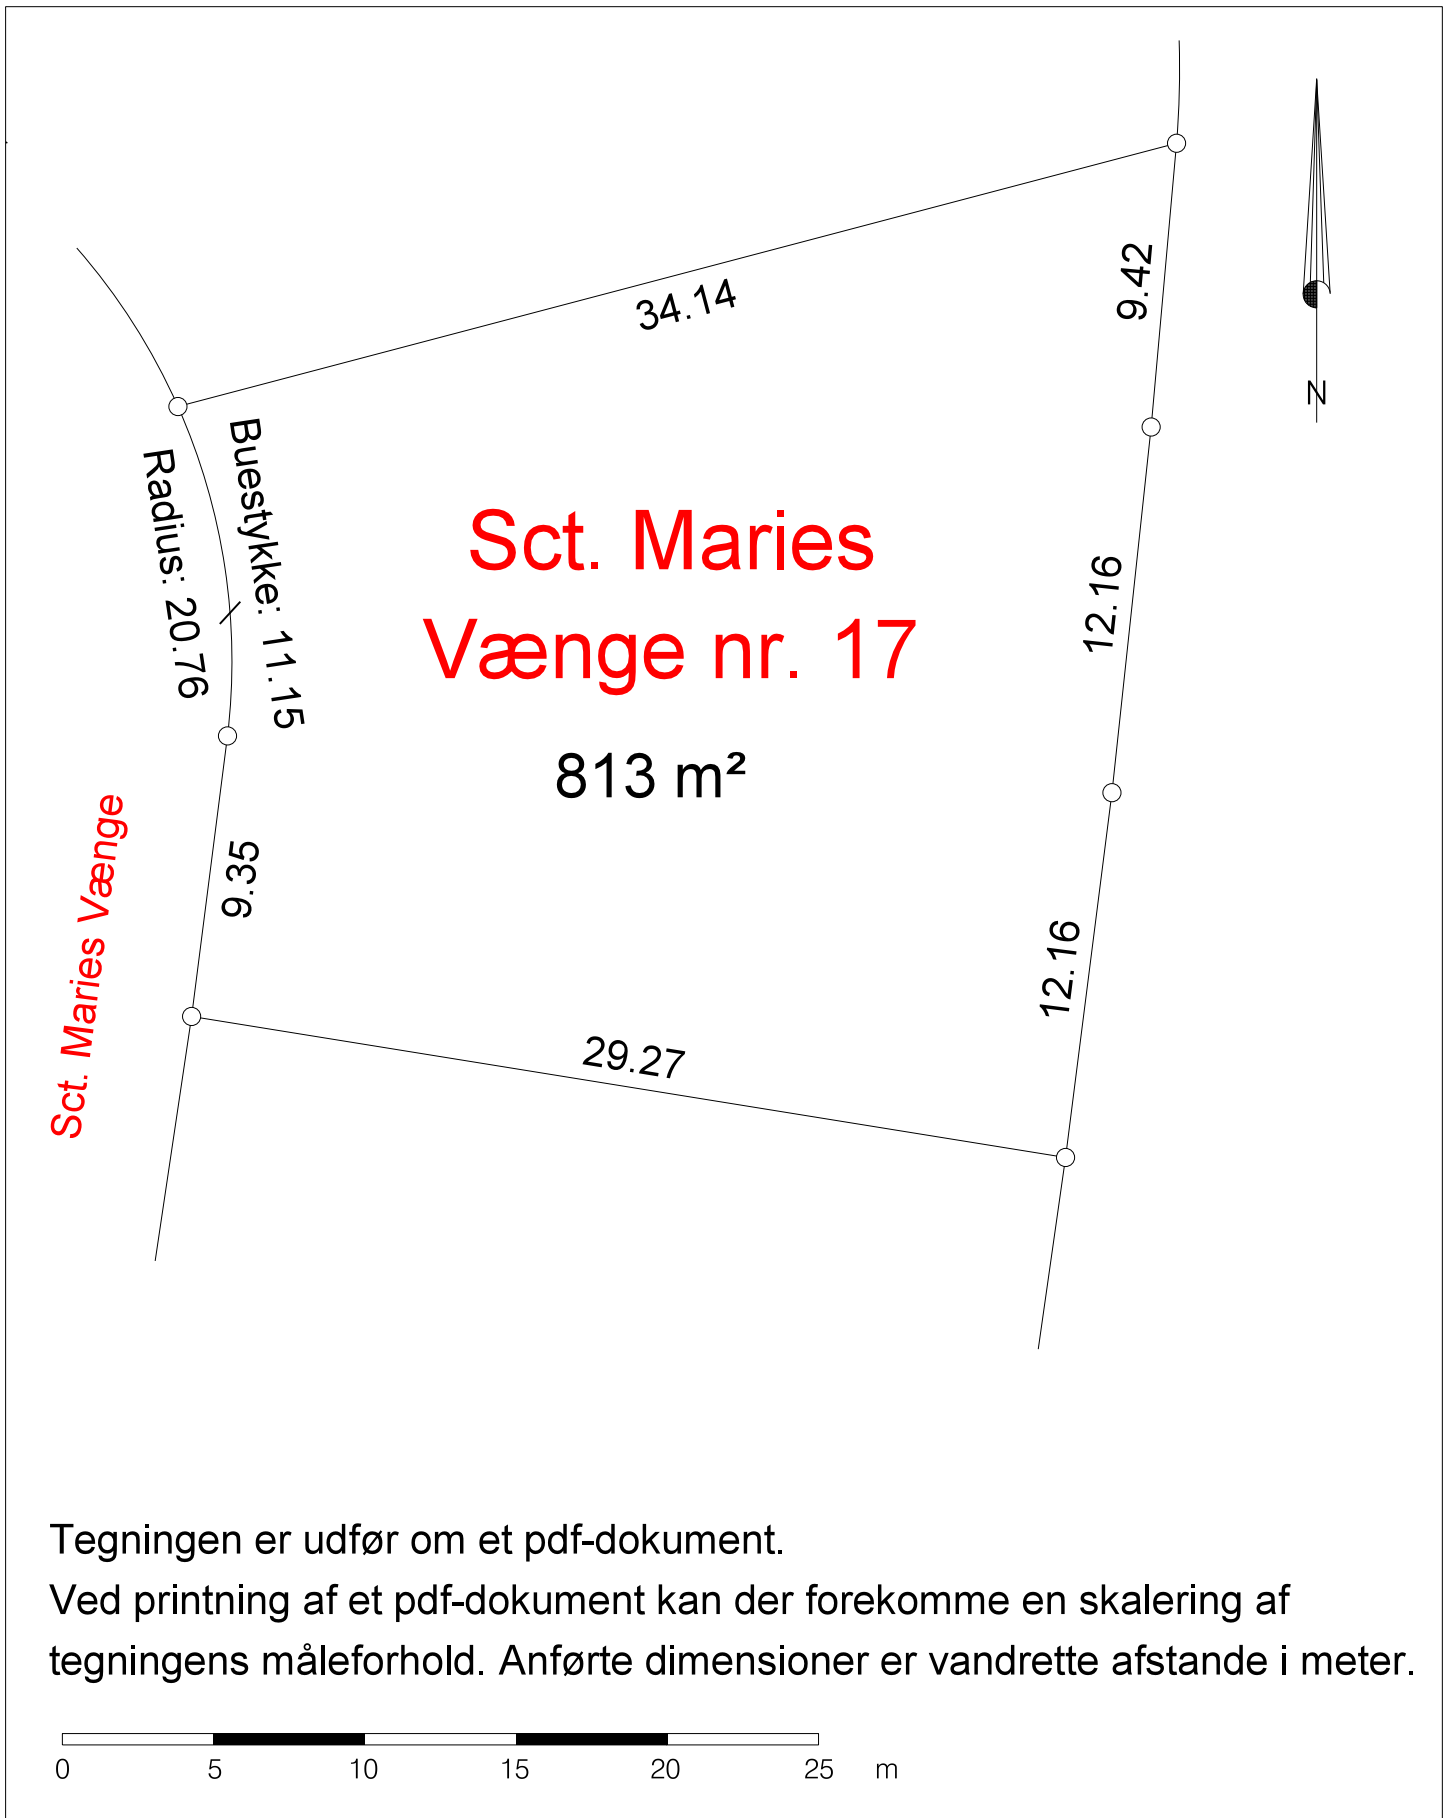 34.14
9.42
N
Buestykke: 11.15
Radius: 20.76
Sct. Maries
Vænge nr. 17
12.16
813 m²
Sct. Maries Vænge
9.35
12.16
29.27
Tegningen er udfør om et pdf-dokument.
Ved printning af et pdf-dokument kan der forekomme en skalering af
tegningens måleforhold. Anførte dimensioner er vandrette afstande i meter.
0 5 10 15 20 25 m